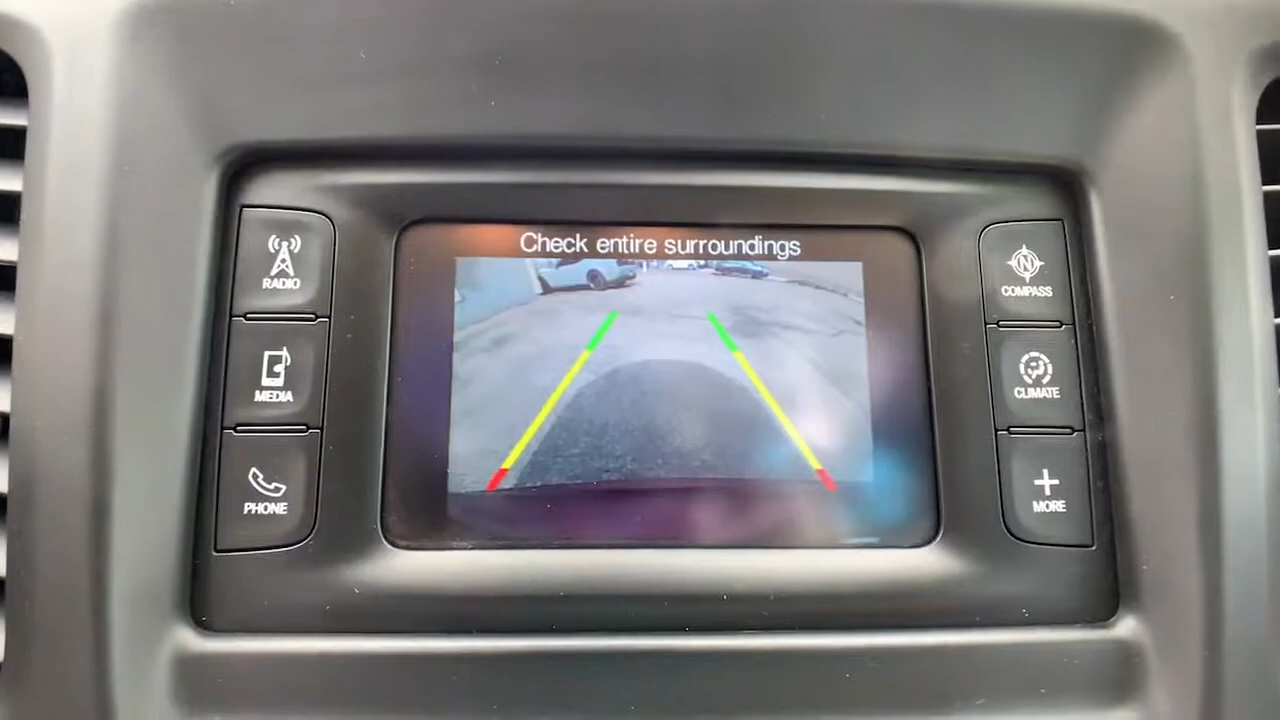 Check entire surroundings
RADIO
MEDIA
PHONE
N
COMPASS
CLIMATE
MORE